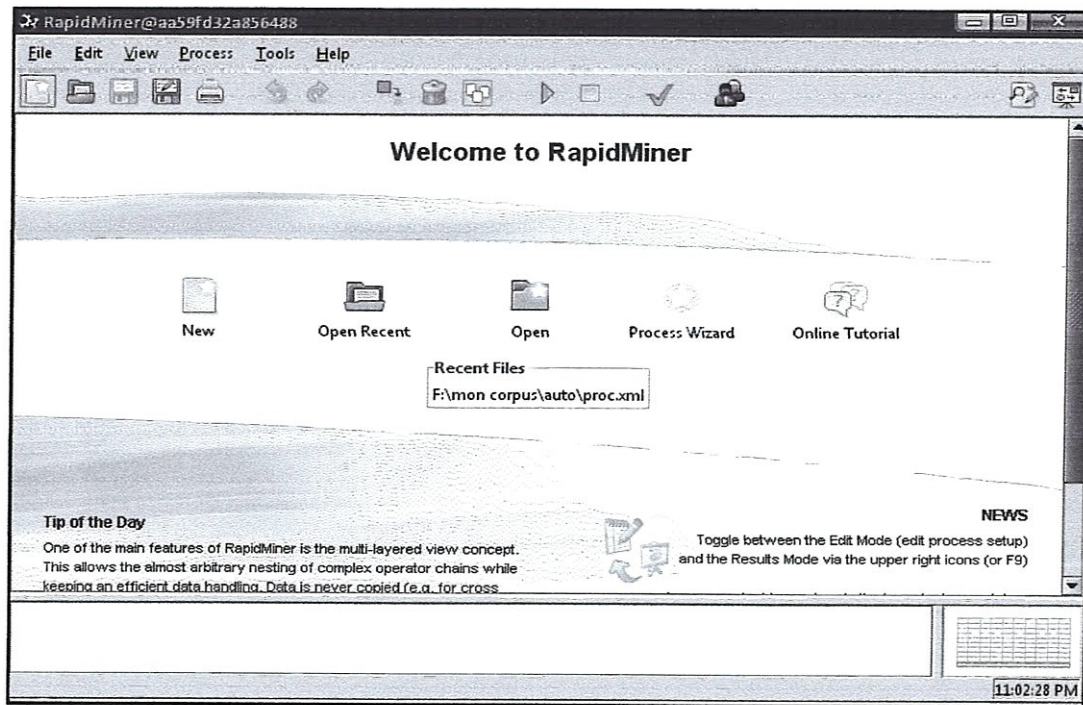 RapidMiner@aa59fd32a856488
File Edit View Process Tools Help
Welcome to RapidMiner
New Open Recent Open Process Wizard Online Tutorial
Recent Files
F:\mon corpus\auto\proc.xml
Tip of the Day
One of the main features of RapidMiner is the multi-layered view concept.
This allows the almost arbitrary nesting of complex operator chains while
keeping an efficient data handling. Data is never copied (e.g. for cross
NEWS
Toggle between the Edit Mode (edit process setup)
and the Results Mode via the upper right icons (or F9)
11:02:28 PM